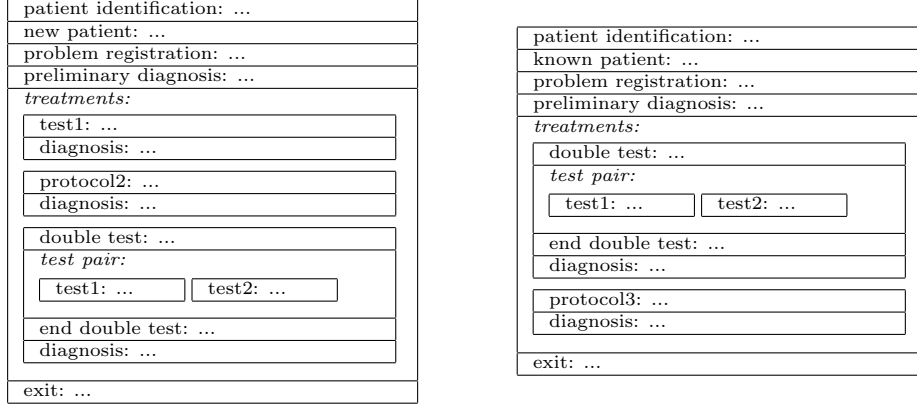 patient identification: ...
new patient: ...
problem registration: ...
preliminary diagnosis: ...
treatments:
test1: ...
diagnosis: ...
protocol2: ...
diagnosis: ...
double test: ...
test pair:
test1: ... test2: ...
end double test: ...
diagnosis: ...
exit: ...
patient identification: ...
known patient: ...
problem registration: ...
preliminary diagnosis: ...
treatments:
double test: ...
test pair:
test1: ... test2: ...
end double test: ...
diagnosis: ...
protocol3: ...
diagnosis: ...
exit: ...